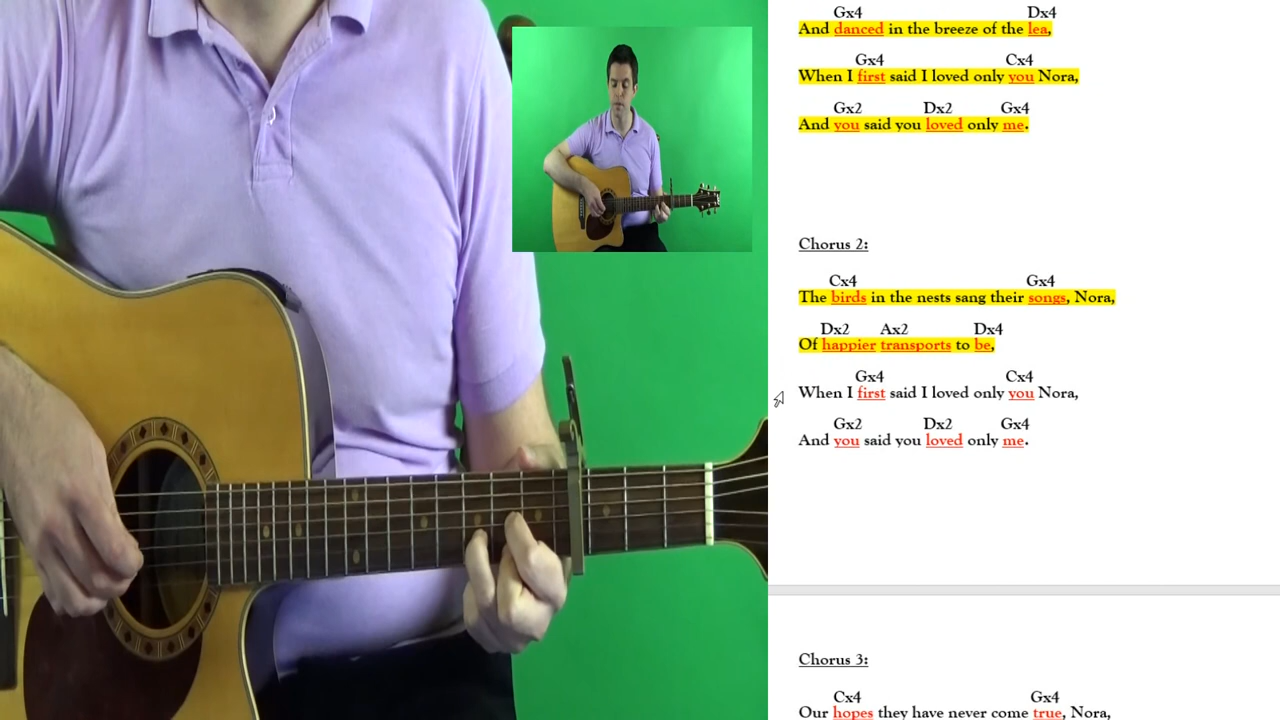 Gx4 Dx4
And danced in the breeze of the lea,
Gx4 Cx4
When I first said I loved only you Nora,
Gx2 Dx2 Gx4
And you said you loved only me.
Chorus 2:
Cx4 Gx4
The birds in the nests sang their songs, Nora,
Dx2 Ax2 Dx4
Of happier transports to be,
Gx4 Cx4
When I first said I loved only you Nora,
Gx2 Dx2 Gx4
And you said you loved only me.
Chorus 3:
Cx4 Gx4
Our hopes they have never come true, Nora,